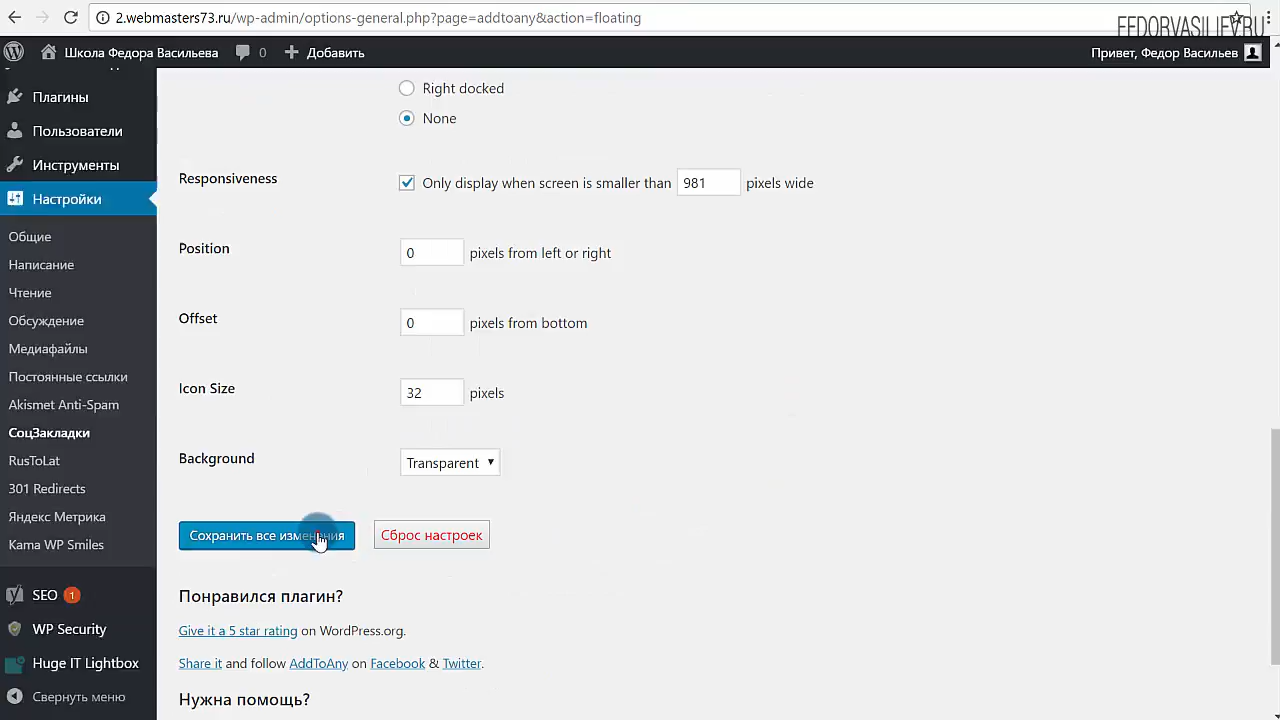 2.webmasters73.ru/wp-admin/options-general.php?page=addtoany&action=floating
FEDORVASILIEV.RU
Школа Федора Васильева 0 Добавить Привет, Федор Васильев
Плагины
Пользователи
Инструменты
Настройки
Общие
Написание
Чтение
Обсуждение
Медиафайлы
Постоянные ссылки
Akismet Anti-Spam
СоцЗакладки
RusToLat
301 Redirects
Яндекс Метрика
Kama WP Smiles
SEO 1
WP Security
Huge IT Lightbox
Свернуть меню
Right docked
None
Responsiveness Only display when screen is smaller than 981 pixels wide
Position 0 pixels from left or right
Offset 0 pixels from bottom
Icon Size 32 pixels
Background Transparent
Сохранить все изменения Сброс настроек
Понравился плагин?
Give it a 5 star rating on WordPress.org.
Share it and follow AddToAny on Facebook & Twitter.
Нужна помощь?